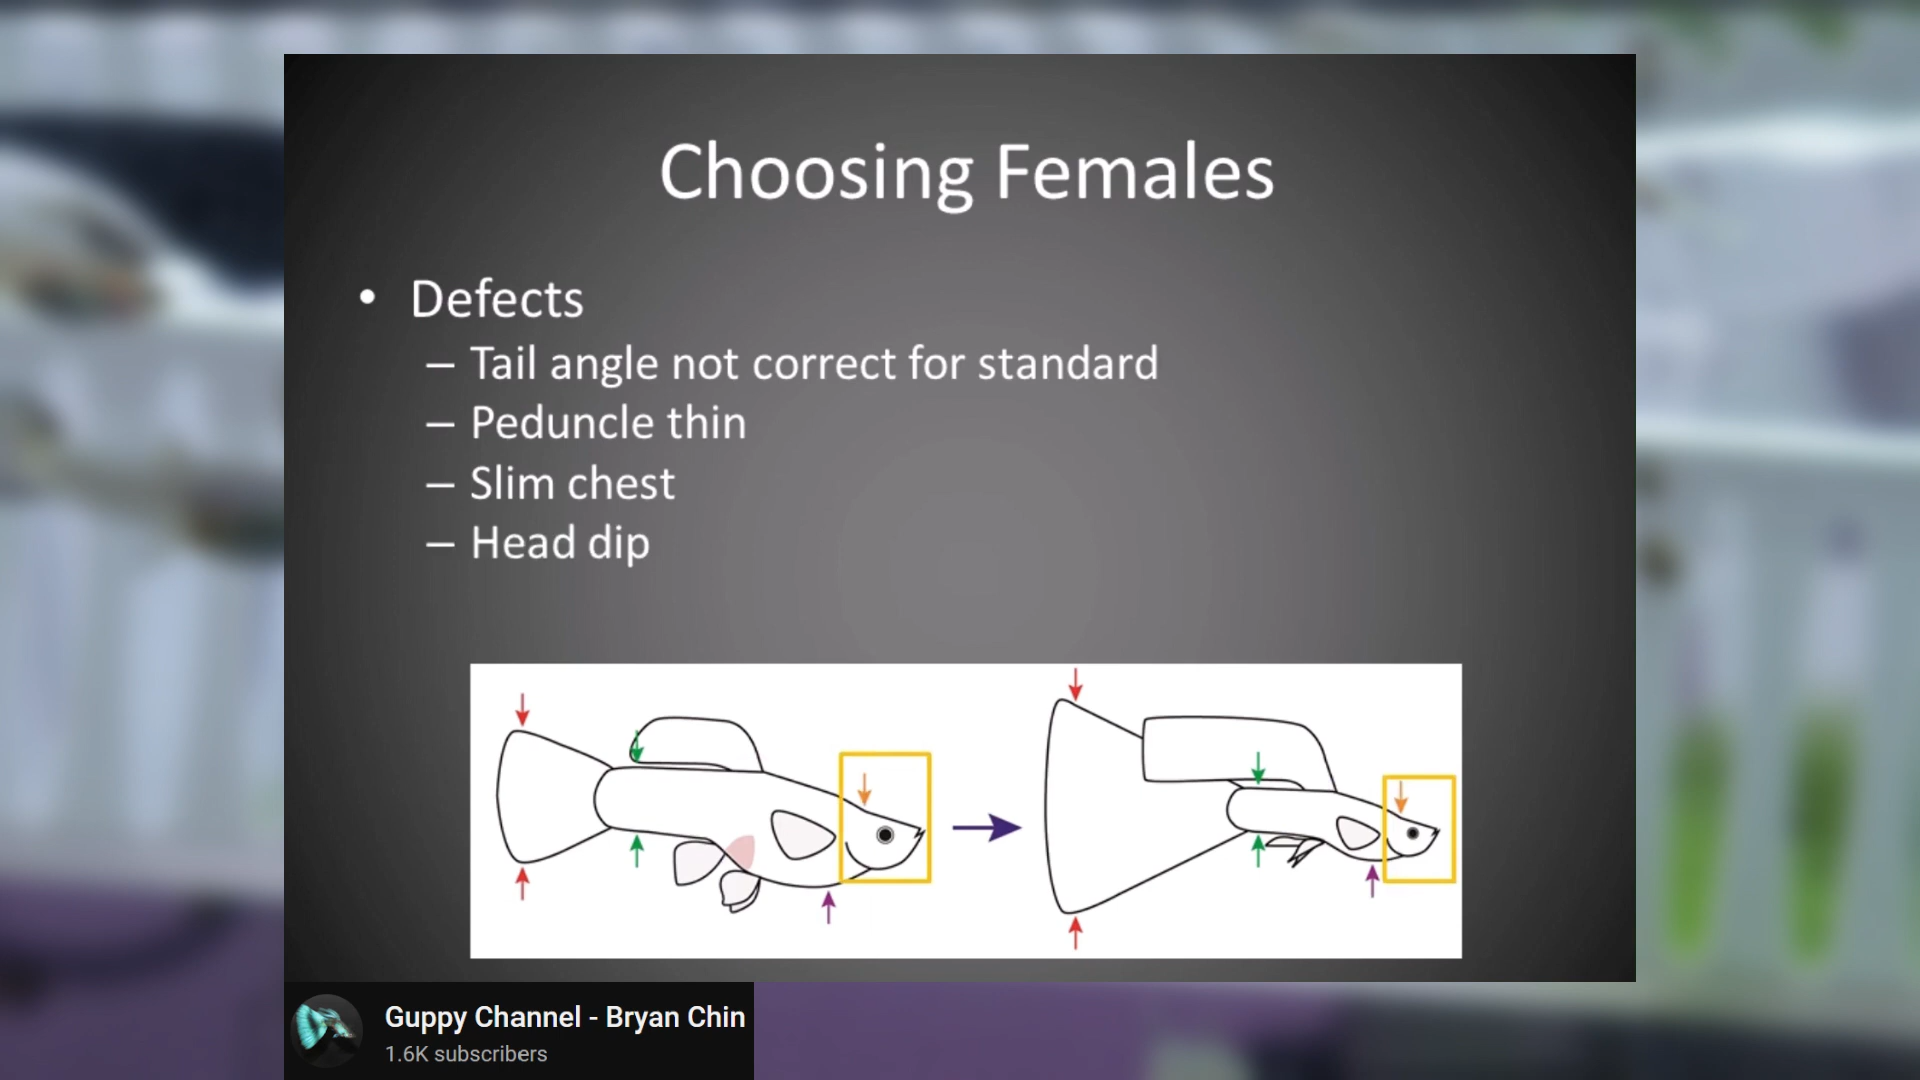 Choosing Females
• Defects
– Tail angle not correct for standard
– Peduncle thin
– Slim chest
– Head dip
Guppy Channel - Bryan Chin
1.6K subscribers